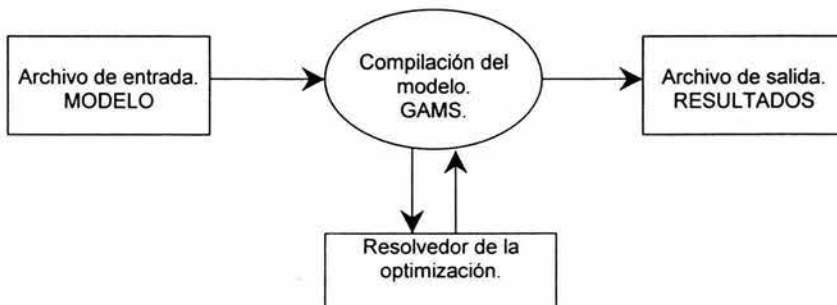 Archivo de entrada.
MODELO
Compilación del
modelo.
GAMS.
Archivo de salida.
RESULTADOS
Resolvedor de la
optimización.